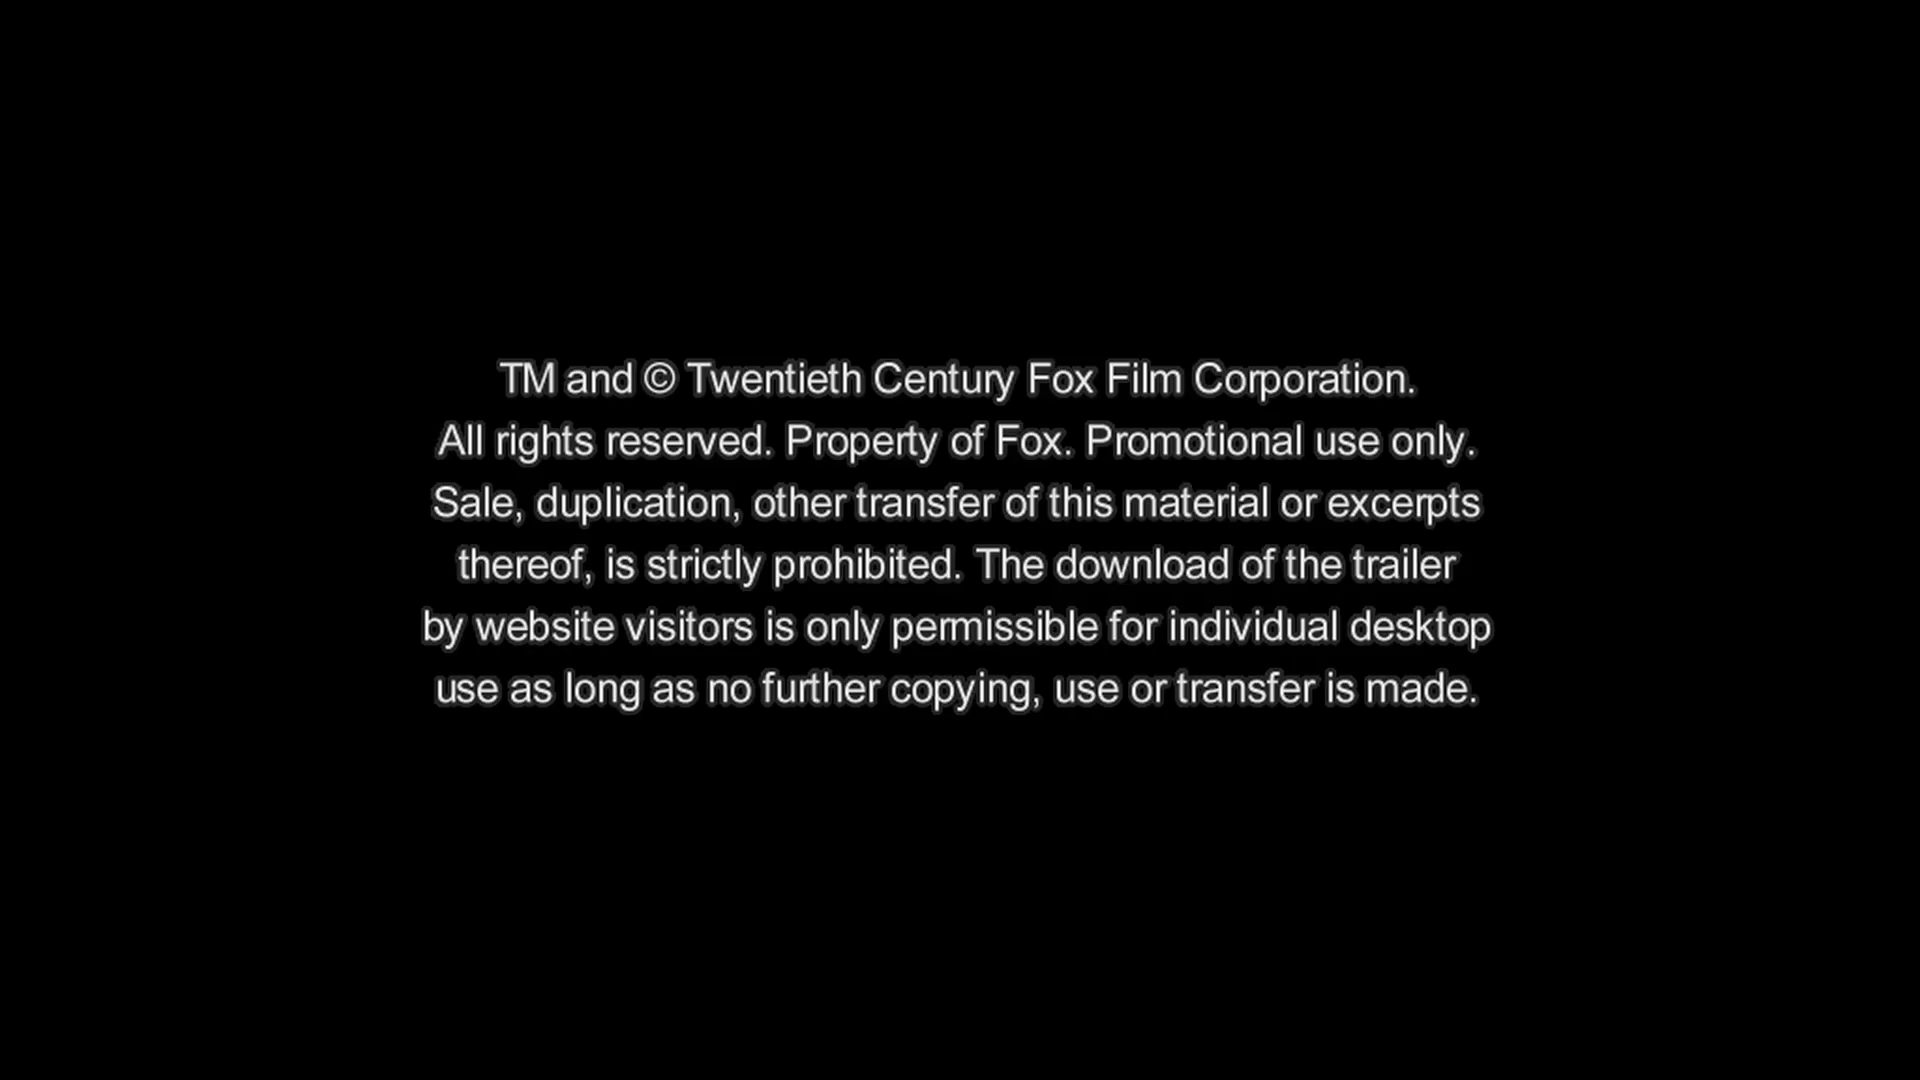 TM and © Twentieth Century Fox Film Corporation.
All rights reserved. Property of Fox. Promotional use only.
Sale, duplication, other transfer of this material or excerpts
thereof, is strictly prohibited. The download of the trailer
by website visitors is only permissible for individual desktop
use as long as no further copying, use or transfer is made.